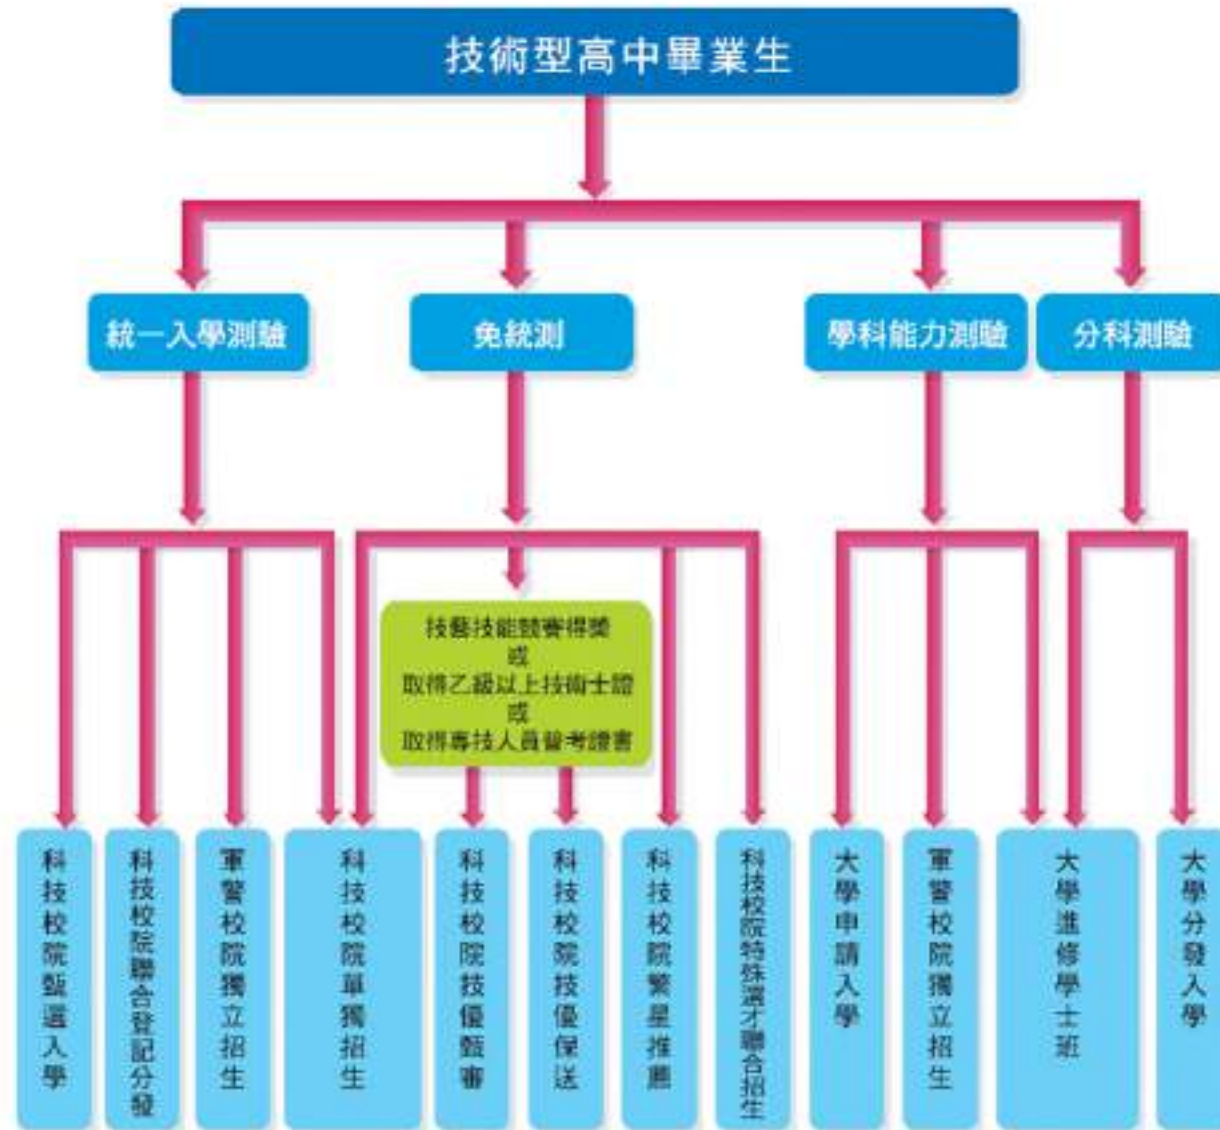 技術型高中畢業生
統一入學測驗
免統測
學科能力測驗
分科測驗
技藝技能競賽得獎
或
取得乙級以上技術士證
或
取得專技人員普考證書
科技校院甄選入學
科技校院聯合登記分發
軍警校院獨立招生
科技校院單獨招生
科技校院技優甄審
科技校院技優保送
科技校院繁星推薦
科技校院特殊選才聯合招生
大學申請入學
軍警校院獨立招生
大學進修學士班
大學分發入學